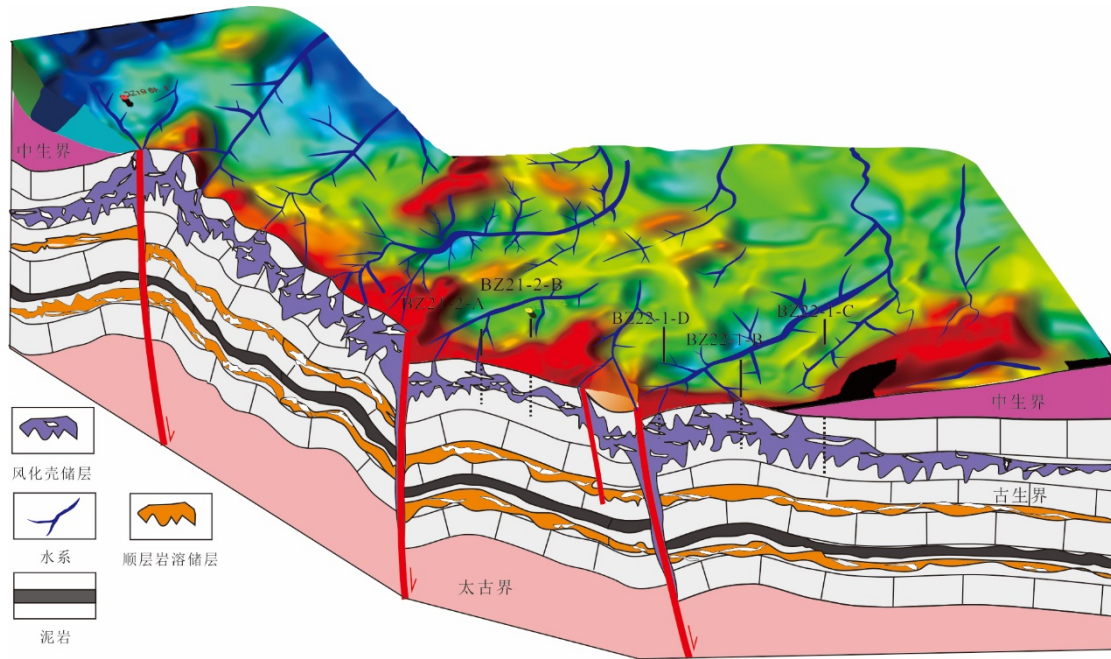 中生界
BZ21-2-A
BZ21-2-B
BZ22-1-D
BZ22-1-B
BZ22-1-C
中生界
古生界
太古界
风化壳储层
水系
顺层岩溶储层
泥岩